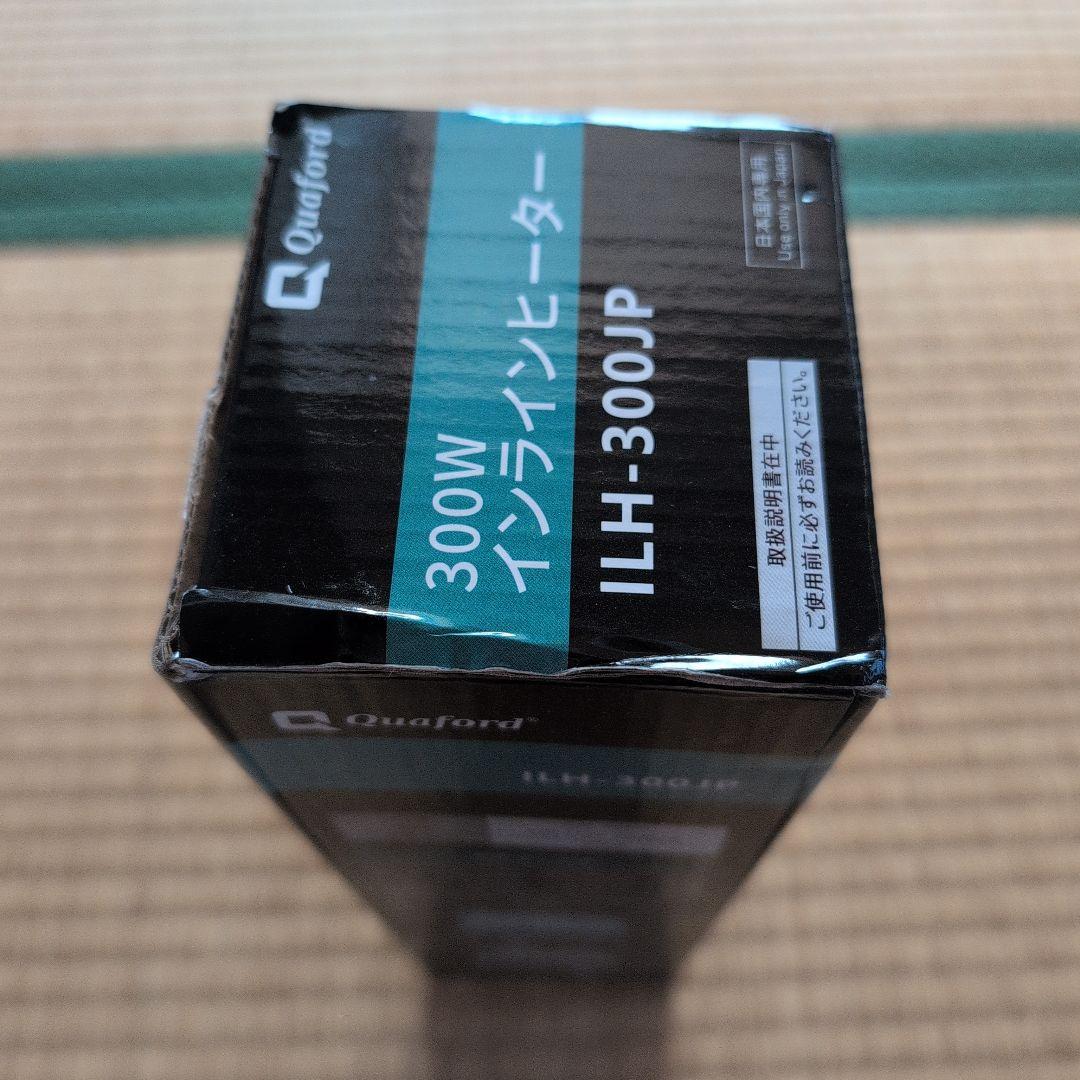 Quaford
300W
インラインヒーター
ILH-300JP
日本国内専用
Use only in Japan
取扱説明書在中
ご使用前に必ずお読みください。
Quaford®
ILH-300JP